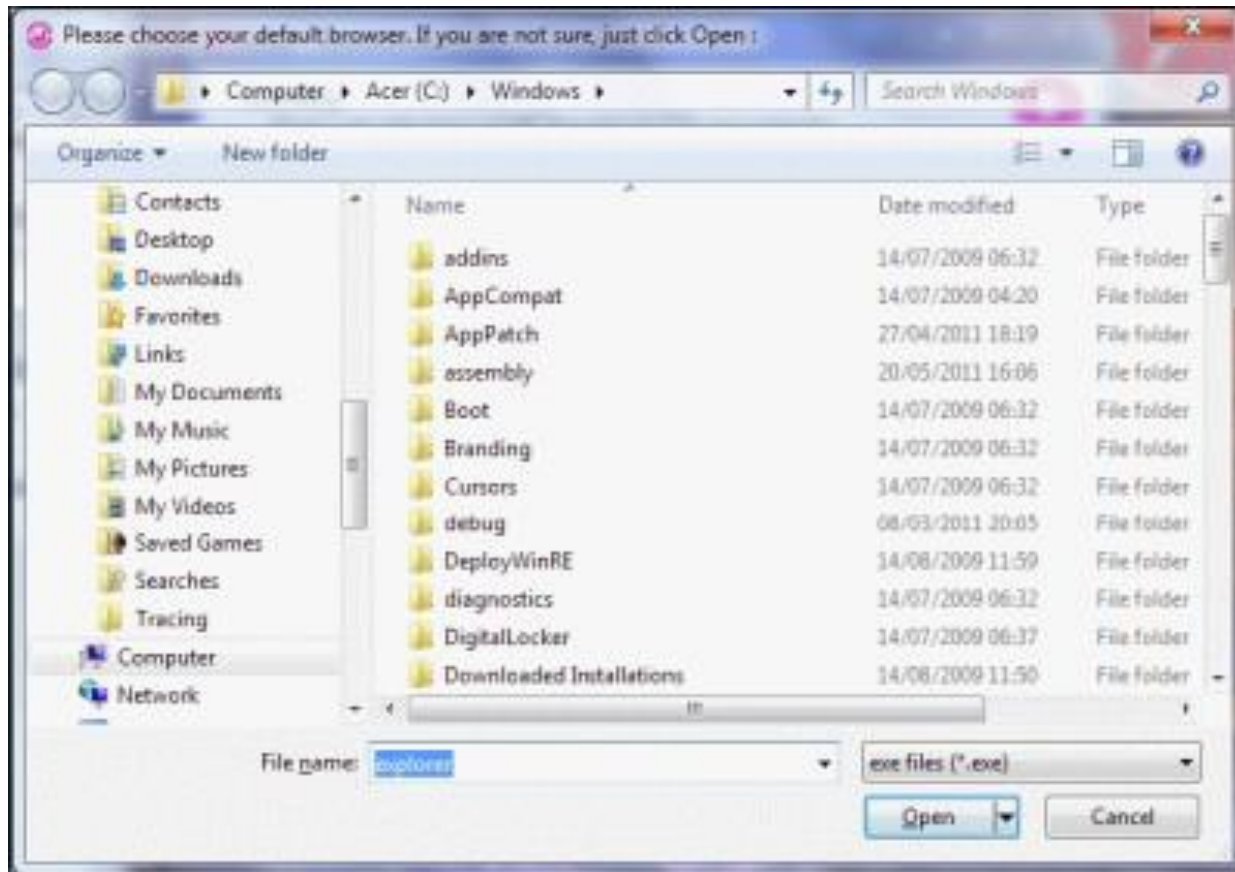 Please choose your default browser. If you are not sure, just click Open :
Computer Acer (C:) Windows
Search Windows
Organize New folder
Contacts
Desktop
Downloads
Favorites
Links
My Documents
My Music
My Pictures
My Videos
Saved Games
Searches
Tracing
Computer
Network
Name Date modified Type
addins 14/07/2009 06:32 File folder
AppCompat 14/07/2009 04:20 File folder
AppPatch 27/04/2011 18:19 File folder
assembly 20/05/2011 16:06 File folder
Boot 14/07/2009 06:32 File folder
Branding 14/07/2009 06:32 File folder
Cursors 14/07/2009 06:32 File folder
debug 08/03/2011 20:05 File folder
DeployWinRE 14/08/2009 11:59 File folder
diagnostics 14/07/2009 06:32 File folder
DigitalLocker 14/07/2009 06:37 File folder
Downloaded Installations 14/08/2009 11:50 File folder
File name: explorer exe files (*.exe)
Open Cancel